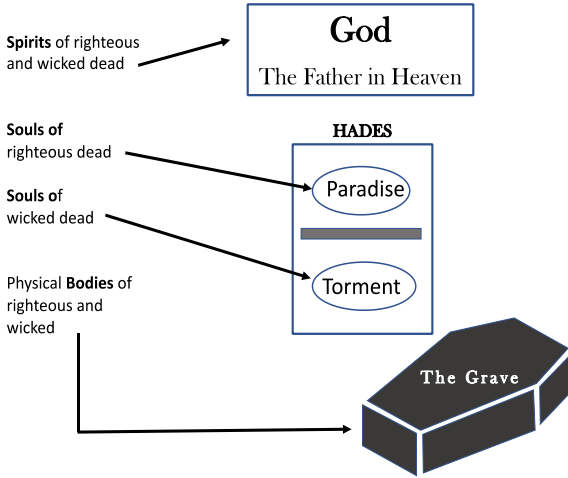 Spirits of righteous
and wicked dead
God
The Father in Heaven
Souls of
righteous dead
HADES
Paradise
Souls of
wicked dead
Torment
Physical Bodies of
righteous and
wicked
The Grave